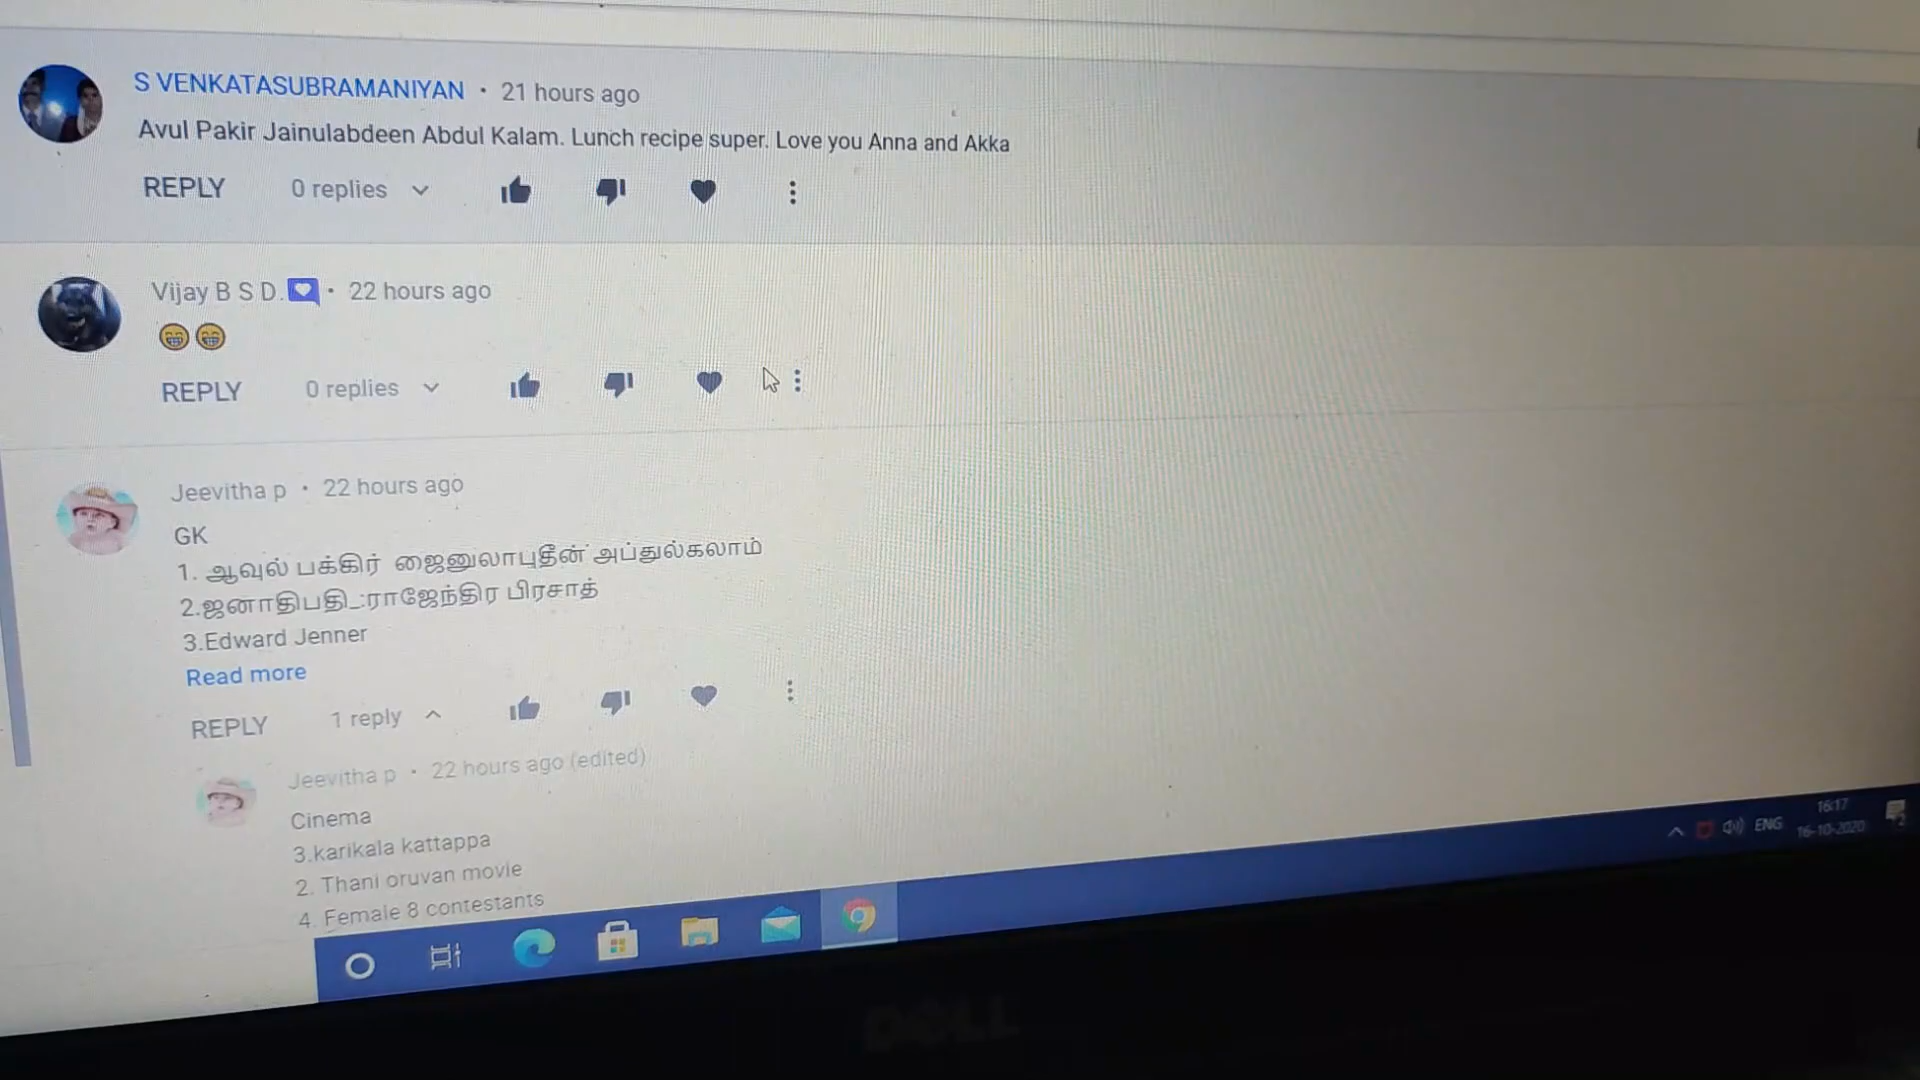 S VENKATASUBRAMANIYAN • 21 hours ago
Avul Pakir Jainulabdeen Abdul Kalam. Lunch recipe super. Love you Anna and Akka
REPLY 0 replies
Vijay B S D. • 22 hours ago
😁😁
REPLY 0 replies
Jeevitha p • 22 hours ago
GK
1. ஆவுல் பக்கிர் ஜைனுலாபுதீன் அப்துல்கலாம்
2.ஜனாதிபதி_:ராஜேந்திர பிரசாத்
3.Edward Jenner
Read more
REPLY 1 reply
Jeevitha p • 22 hours ago (edited)
Cinema
3.karikala kattappa
2. Thani oruvan movie
4. Female 8 contestants
ENG
16:17
16-10-2020
DELL